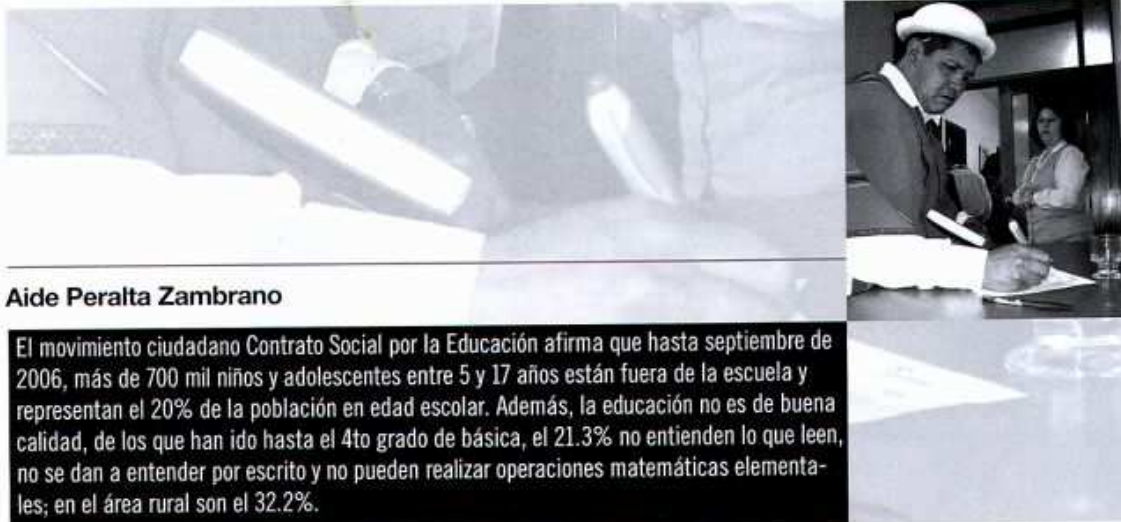 Aide Peralta Zambrano
El movimiento ciudadano Contrato Social por la Educación afirma que hasta septiembre de
2006, más de 700 mil niños y adolescentes entre 5 y 17 años están fuera de la escuela y
representan el 20% de la población en edad escolar. Además, la educación no es de buena
calidad, de los que han ido hasta el 4to grado de básica, el 21.3% no entienden lo que leen,
no se dan a entender por escrito y no pueden realizar operaciones matemáticas elementa-
les; en el área rural son el 32.2%.